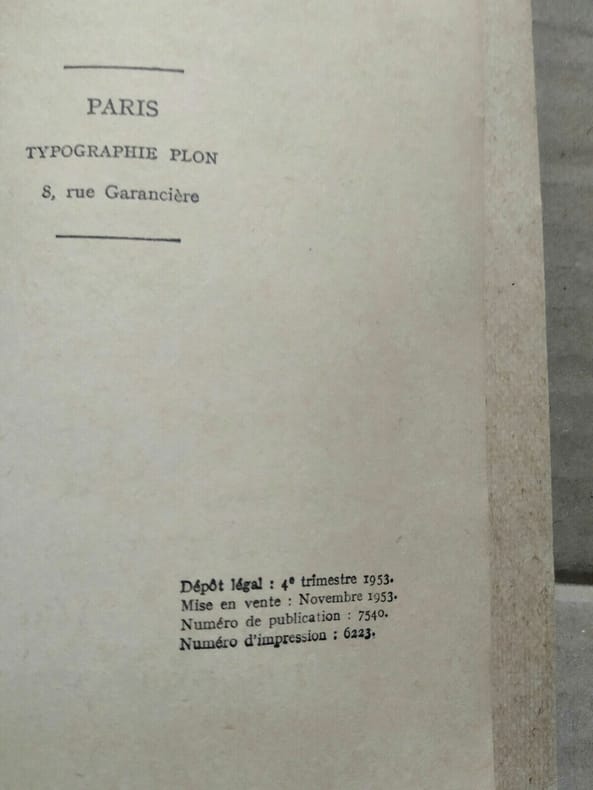 PARIS
TYPOGRAPHIE PLON
8, rue Garancière
Dépôt légal : 4e trimestre 1953.
Mise en vente : Novembre 1953.
Numéro de publication : 7540.
Numéro d'impression : 6223.